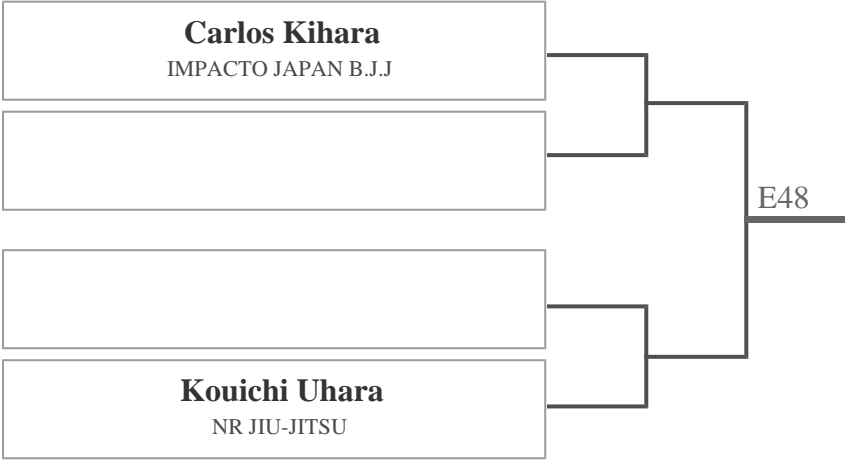 Carlos Kihara
IMPACTO JAPAN B.J.J
E48
Kouichi Uhara
NR JIU-JITSU